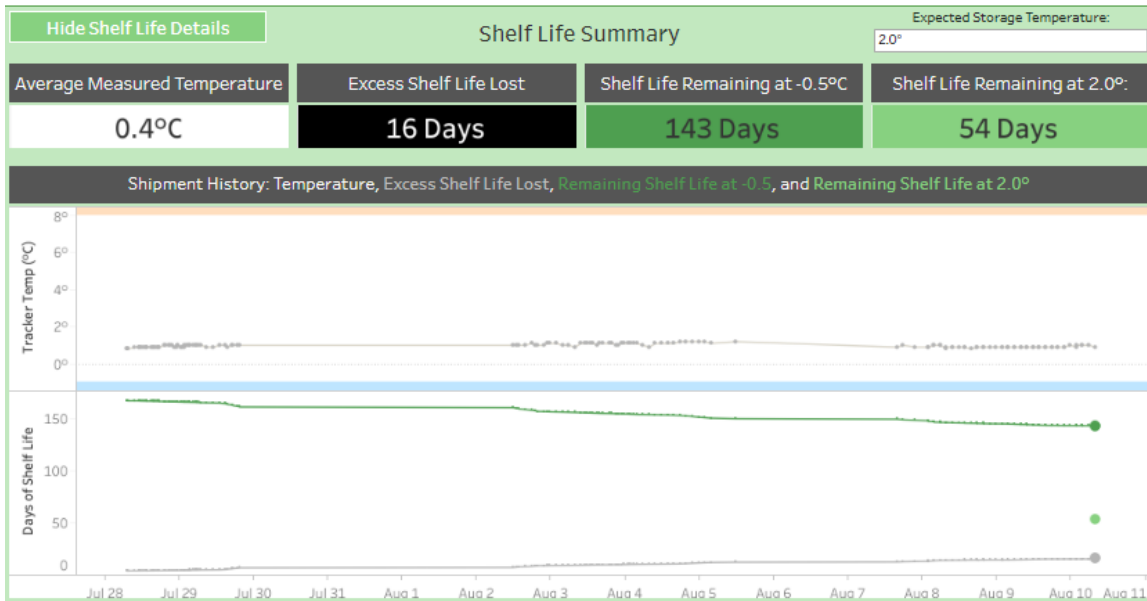 Hide Shelf Life Details
Shelf Life Summary
Expected Storage Temperature:
2.0°
Average Measured Temperature
Excess Shelf Life Lost
Shelf Life Remaining at -0.5ºC
Shelf Life Remaining at 2.0º:
0.4ºC
16 Days
143 Days
54 Days
Shipment History: Temperature, Excess Shelf Life Lost, Remaining Shelf Life at -0.5, and Remaining Shelf Life at 2.0º
Tracker Temp (ºC)
8º
6º
4º
2º
0º
Days of Shelf Life
150
100
50
0
Jul 28 Jul 29 Jul 30 Jul 31 Aug 1 Aug 2 Aug 3 Aug 4 Aug 5 Aug 6 Aug 7 Aug 8 Aug 9 Aug 10 Aug 11